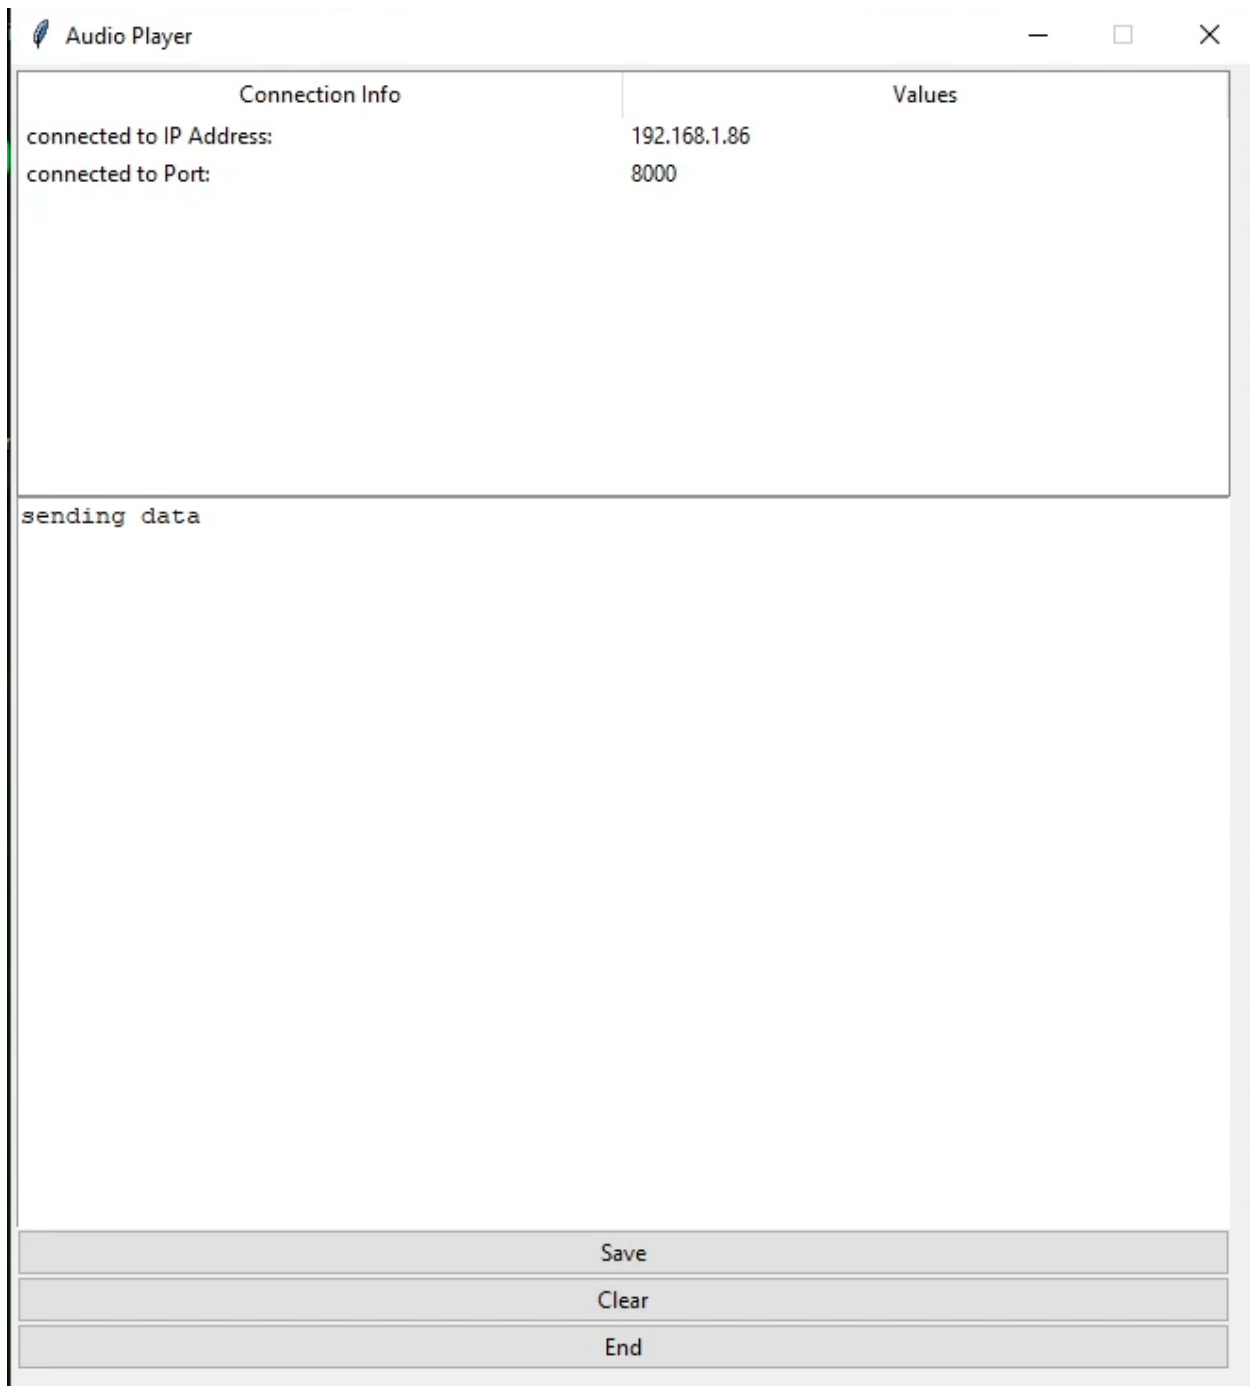 Audio Player
Connection Info Values
connected to IP Address: 192.168.1.86
connected to Port: 8000
sending data
Save
Clear
End